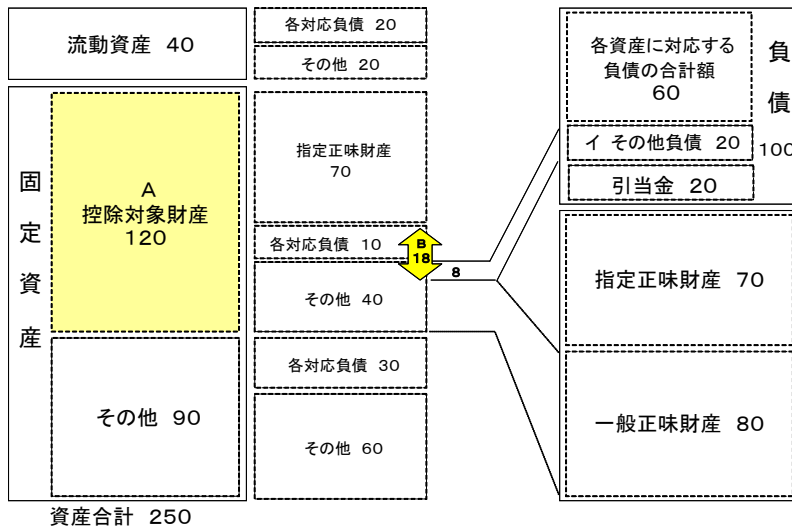 流動資産 40
固定資産
A
控除対象財産
120
その他 90
資産合計 250
各対応負債 20
その他 20
指定正味財産
70
各対応負債 10
B
18
8
その他 40
各対応負債 30
その他 60
各資産に対応する
負債の合計額
60
イ その他負債 20
引当金 20
負債
100
指定正味財産 70
一般正味財産 80